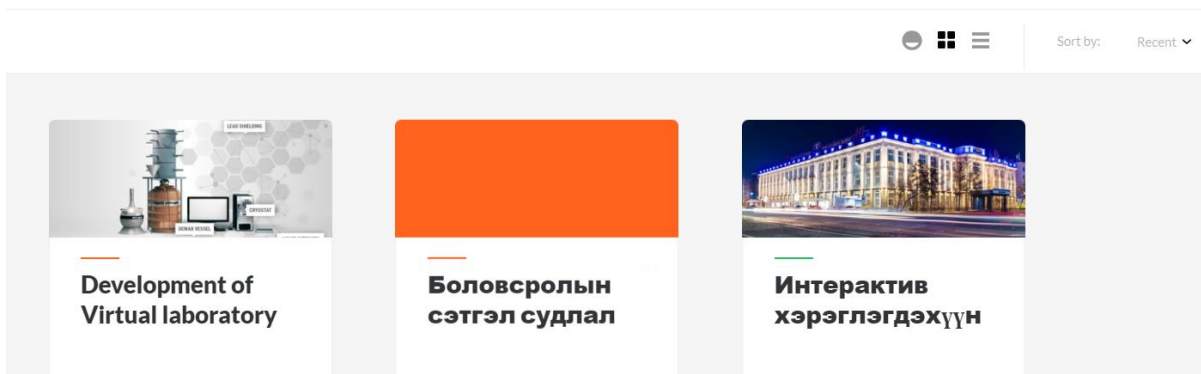 Sort by: Recent
LEAD SHIELDING
CRYOSTAT
DEWAR VESSEL
Development of
Virtual laboratory
Боловсролын
сэтгэл судлал
Интерактив
хэрэглэгдэхүүн